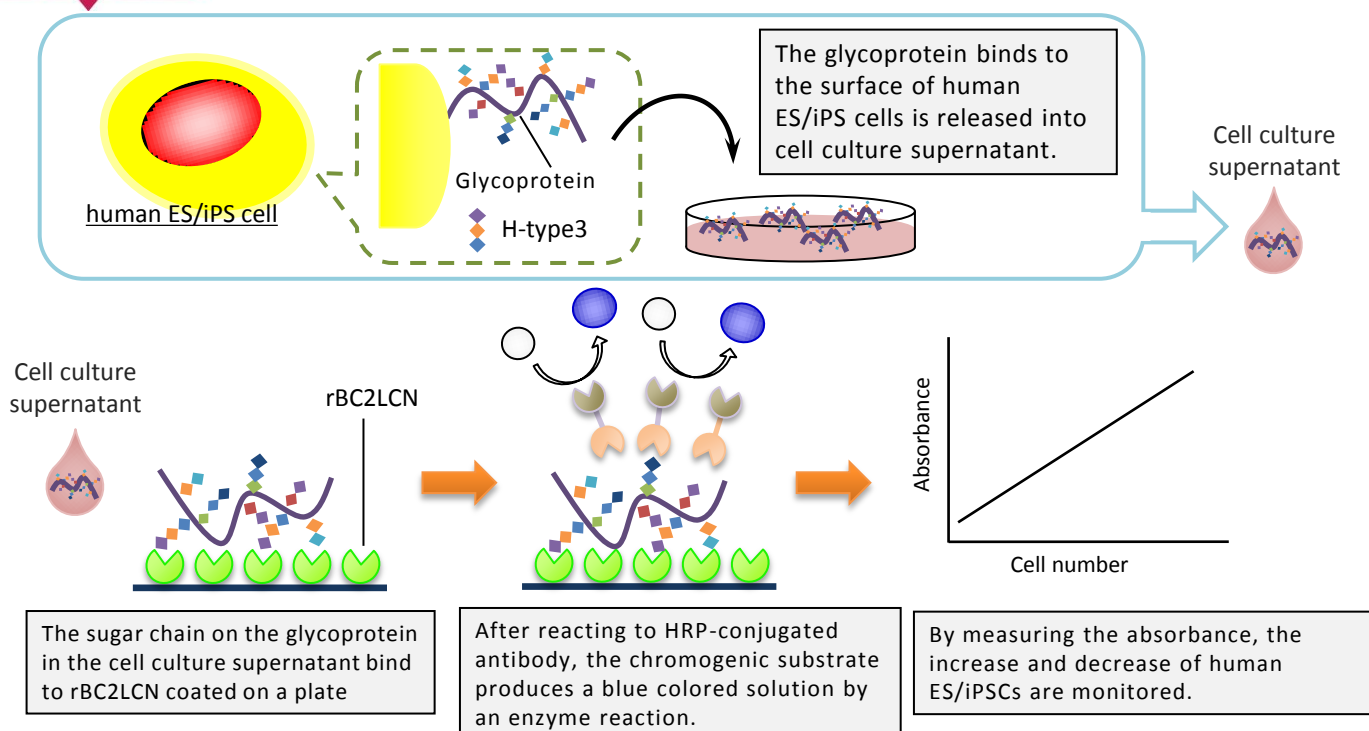 The glycoprotein binds to
the surface of human
ES/iPS cells is released into
cell culture supernatant.
Cell culture
supernatant
Glycoprotein
human ES/iPS cell
H-type3
Cell culture
supernatant
rBC2LCN
Absorbance
Cell number
The sugar chain on the glycoprotein
in the cell culture supernatant bind
to rBC2LCN coated on a plate
After reacting to HRP-conjugated
antibody, the chromogenic substrate
produces a blue colored solution by
an enzyme reaction.
By measuring the absorbance, the
increase and decrease of human
ES/iPSCs are monitored.